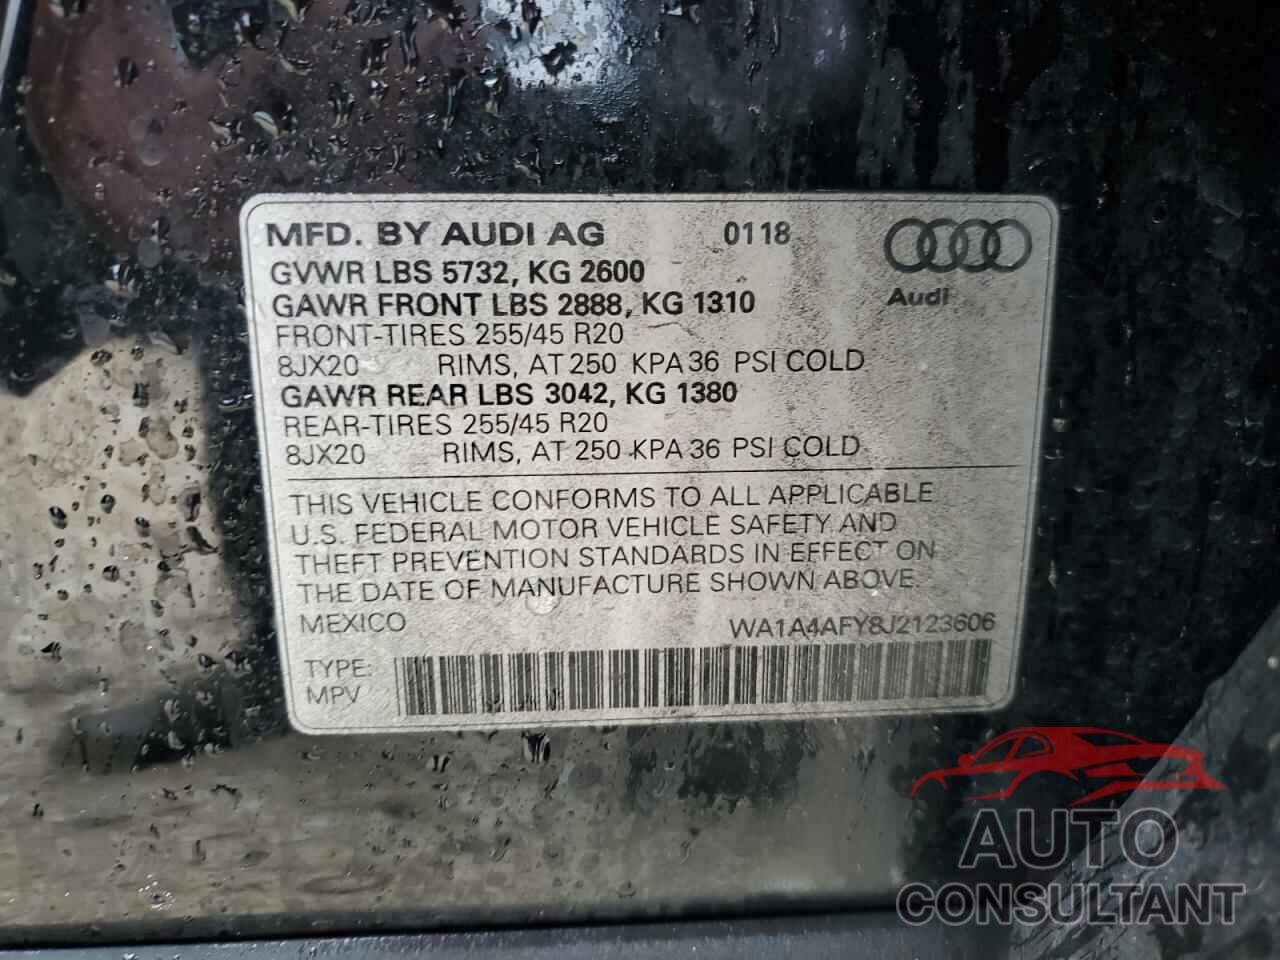 MFD. BY AUDI AG 0118
GVWR LBS 5732, KG 2600
GAWR FRONT LBS 2888, KG 1310
Audi
FRONT-TIRES 255/45 R20
8JX20 RIMS, AT 250 KPA 36 PSI COLD
GAWR REAR LBS 3042, KG 1380
REAR-TIRES 255/45 R20
8JX20 RIMS, AT 250 KPA 36 PSI COLD
THIS VEHICLE CONFORMS TO ALL APPLICABLE
U.S. FEDERAL MOTOR VEHICLE SAFETY AND
THEFT PREVENTION STANDARDS IN EFFECT ON
THE DATE OF MANUFACTURE SHOWN ABOVE.
MEXICO WA1A4AFY8J2123606
TYPE:
MPV
AUTO
CONSULTANT